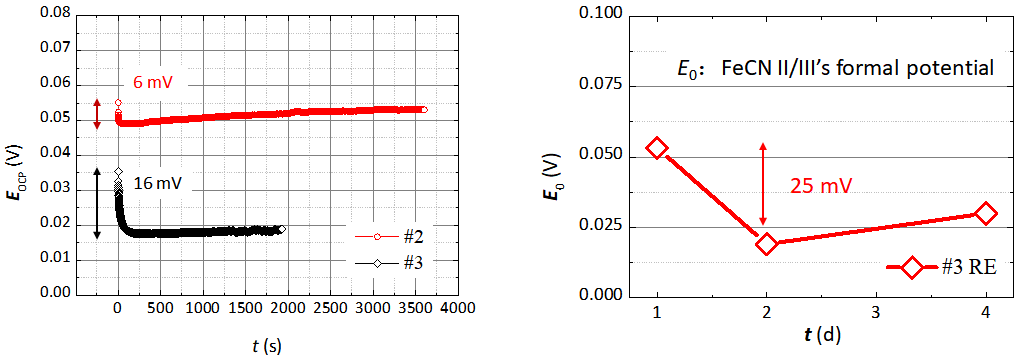 0.08
0.07
0.06
0.05
0.04
0.03
0.02
0.01
0.00
E_OCP (V)
6 mV
16 mV
#2
#3
0 500 1000 1500 2000 2500 3000 3500 4000
t (s)
0.100
0.075
0.050
0.025
0.000
E_0 (V)
E_0：FeCN II/III's formal potential
25 mV
#3 RE
1 2 3 4
t (d)